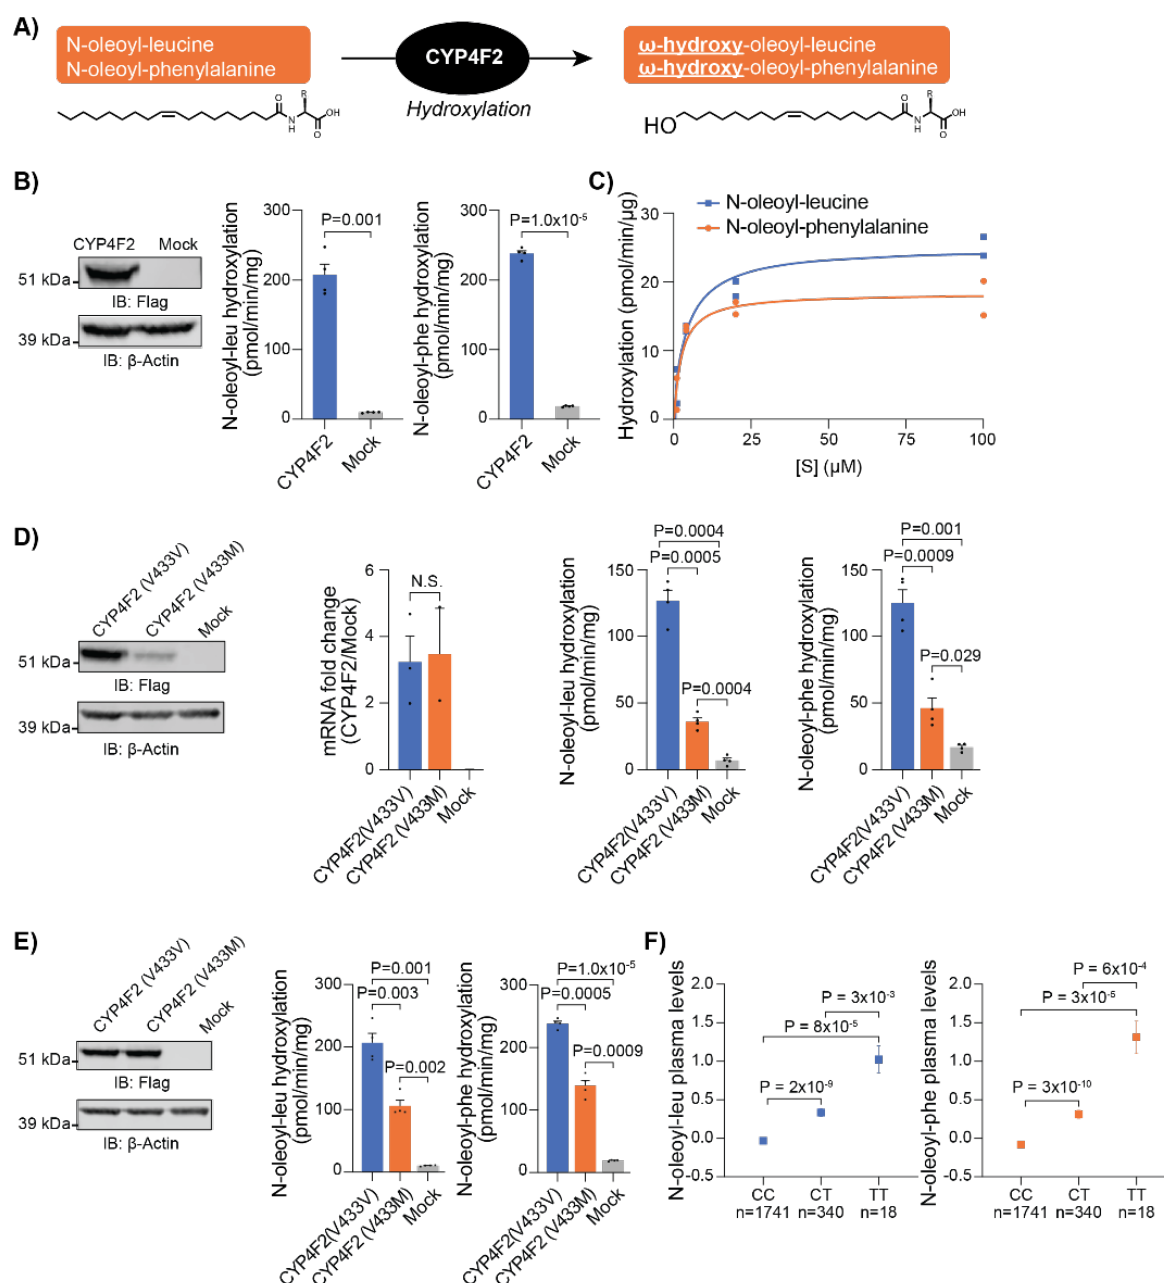 A)
N-oleoyl-leucine
N-oleoyl-phenylalanine
CYP4F2
Hydroxylation
ω-hydroxy-oleoyl-leucine
ω-hydroxy-oleoyl-phenylalanine
R
OH
N
H
O
O
HO
R
OH
N
H
O
O
B)
CYP4F2 Mock
51 kDa
IB: Flag
39 kDa
IB: β-Actin
N-oleoyl-leu hydroxylation
(pmol/min/mg)
300
200
100
0
P=0.001
CYP4F2
Mock
N-oleoyl-phe hydroxylation
(pmol/min/mg)
300
200
100
0
P=1.0x10-5
CYP4F2
Mock
C)
N-oleoyl-leucine
N-oleoyl-phenylalanine
Hydroxylation (pmol/min/µg)
30
20
10
0
0 25 50 75 100
[S] (µM)
D)
CYP4F2 (V433V)
CYP4F2 (V433M)
Mock
51 kDa
IB: Flag
39 kDa
IB: β-Actin
mRNA fold change
(CYP4F2/Mock)
6
4
2
0
N.S.
CYP4F2(V433V)
CYP4F2 (V433M)
Mock
N-oleoyl-leu hydroxylation
(pmol/min/mg)
150
100
50
0
P=0.0004
P=0.0005
P=0.0004
CYP4F2(V433V)
CYP4F2 (V433M)
Mock
N-oleoyl-phe hydroxylation
(pmol/min/mg)
150
100
50
0
P=0.001
P=0.0009
P=0.029
CYP4F2(V433V)
CYP4F2 (V433M)
Mock
E)
CYP4F2 (V433V)
CYP4F2 (V433M)
Mock
51 kDa
IB: Flag
39 kDa
IB: β-Actin
N-oleoyl-leu hydroxylation
(pmol/min/mg)
300
200
100
0
P=0.001
P=0.003
P=0.002
CYP4F2(V433V)
CYP4F2 (V433M)
Mock
N-oleoyl-phe hydroxylation
(pmol/min/mg)
300
200
100
0
P=1.0x10-5
P=0.0005
P=0.0009
CYP4F2(V433V)
CYP4F2 (V433M)
Mock
F)
N-oleoyl-leu plasma levels
2.0
1.5
1.0
0.5
0.0
-0.5
P = 3x10-3
P = 8x10-5
P = 2x10-9
CC CT TT
n=1741 n=340 n=18
N-oleoyl-phe plasma levels
2.0
1.5
1.0
0.5
0.0
-0.5
P = 6x10-4
P = 3x10-5
P = 3x10-10
CC CT TT
n=1741 n=340 n=18